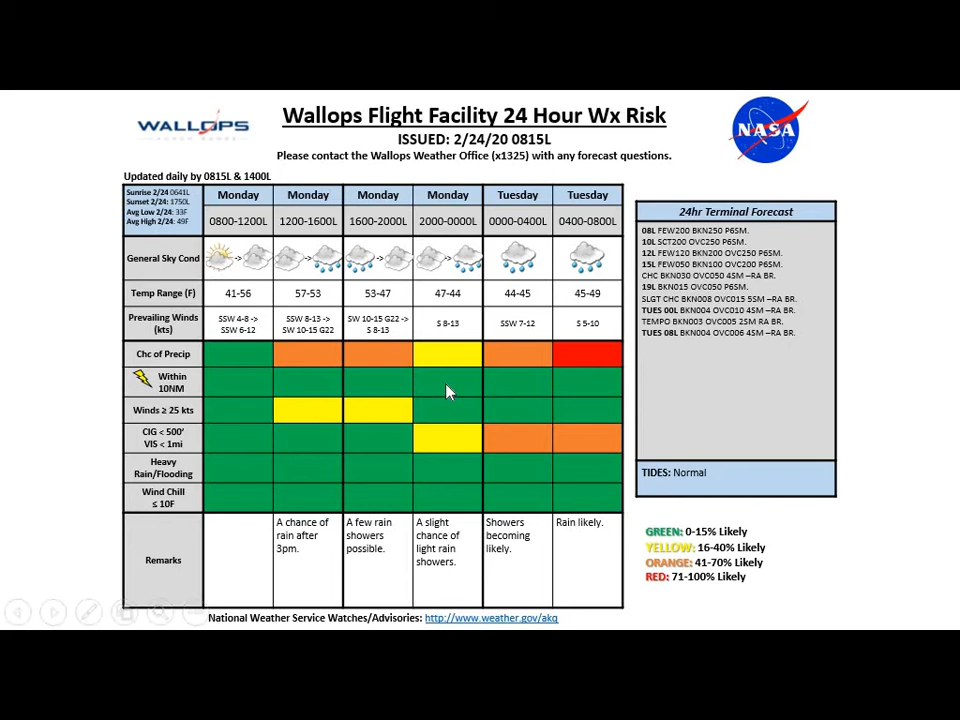 Wallops Flight Facility 24 Hour Wx Risk
ISSUED: 2/24/20 0815L
Please contact the Wallops Weather Office (x1325) with any forecast questions.
WALLOPS
NASA
Updated daily by 0815L & 1400L
Sunrise 2/24 0641L
Sunset 2/24: 1750L
Avg Low 2/24: 33F
Avg High 2/24: 49F
Monday Monday Monday Monday Tuesday Tuesday
0800-1200L 1200-1600L 1600-2000L 2000-0000L 0000-0400L 0400-0800L
General Sky Cond -> -> -> ->
Temp Range (F) 41-56 57-53 53-47 47-44 44-45 45-49
Prevailing Winds (kts)
SSW 4-8 ->
SSW 6-12
SSW 8-13 ->
SW 10-15 G22
SW 10-15 G22 ->
S 8-13
S 8-13
SSW 7-12
S 5-10
Chc of Precip
Within
10NM
Winds ≥ 25 kts
CIG < 500'
VIS < 1mi
Heavy
Rain/Flooding
Wind Chill
≤ 10F
Remarks
A chance of
rain after
3pm.
A few rain
showers
possible.
A slight
chance of
light rain
showers.
Showers
becoming
likely.
Rain likely.
24hr Terminal Forecast
08L FEW200 BKN250 P6SM.
10L SCT200 OVC250 P6SM.
12L FEW120 BKN200 OVC250 P6SM.
15L FEW050 BKN100 OVC200 P6SM.
CHC BKN030 OVC050 4SM –RA BR.
19L BKN015 OVC050 P6SM.
SLGT CHC BKN008 OVC015 5SM –RA BR.
TUES 00L BKN004 OVC010 4SM –RA BR.
TEMPO BKN003 OVC005 2SM RA BR.
TUES 08L BKN004 OVC006 4SM –RA BR.
TIDES: Normal
GREEN: 0-15% Likely
YELLOW: 16-40% Likely
ORANGE: 41-70% Likely
RED: 71-100% Likely
National Weather Service Watches/Advisories: http://www.weather.gov/akq